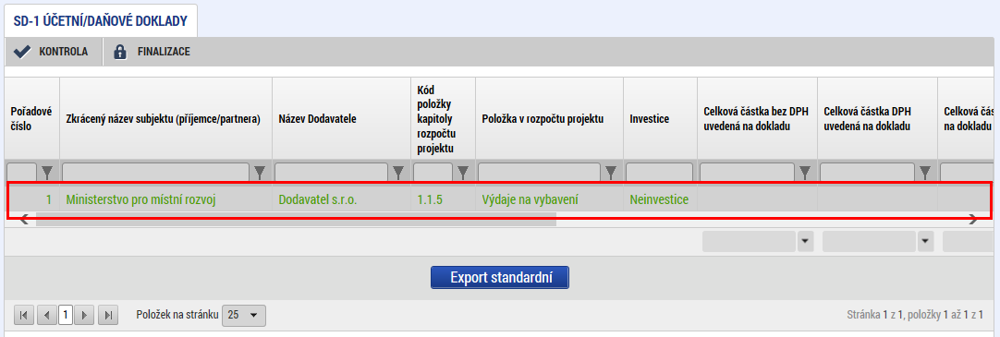 SD-1 ÚČETNÍ/DAŇOVÉ DOKLADY
KONTROLA FINALIZACE
Pořadové číslo
Zkrácený název subjektu (příjemce/partnera)
Název Dodavatele
Kód položky kapitoly rozpočtu projektu
Položka v rozpočtu projektu
Investice
Celková částka bez DPH uvedená na dokladu
Celková částka DPH uvedená na dokladu
Celková čás
na dokladu
1 Ministerstvo pro místní rozvoj Dodavatel s.r.o. 1.1.5 Výdaje na vybavení Neinvestice
Export standardní
1 Položek na stránku 25 Stránka 1 z 1, položky 1 až 1 z 1